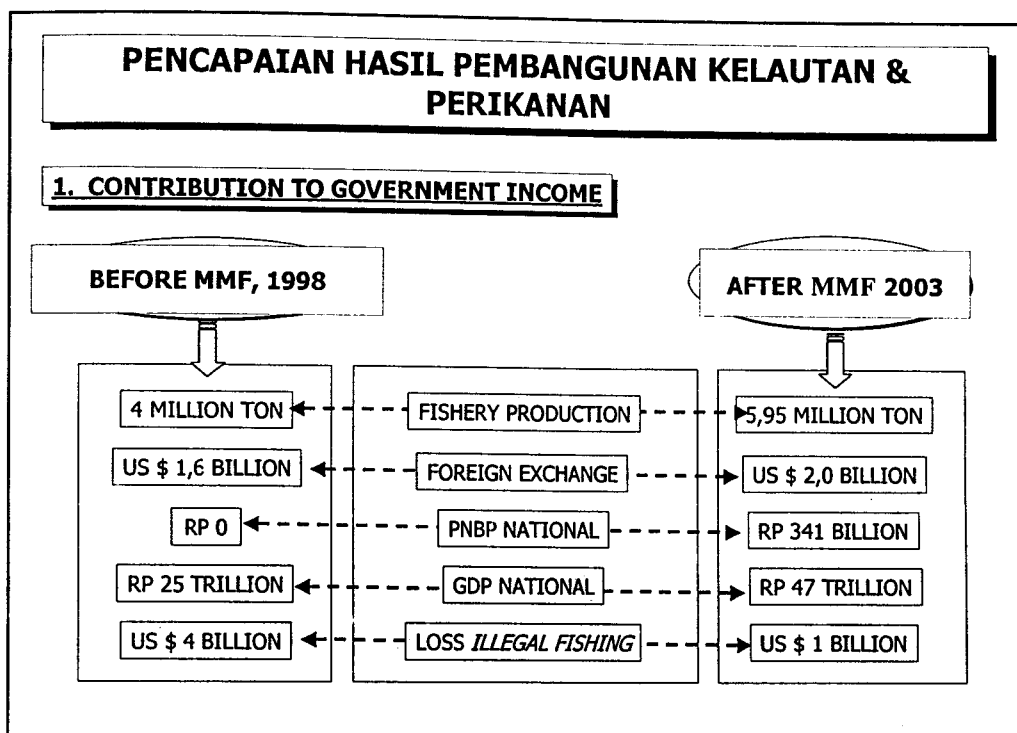 PENCAPAIAN HASIL PEMBANGUNAN KELAUTAN &
PERIKANAN
1. CONTRIBUTION TO GOVERNMENT INCOME
BEFORE MMF, 1998
AFTER MMF 2003
4 MILLION TON
FISHERY PRODUCTION
5,95 MILLION TON
US $ 1,6 BILLION
FOREIGN EXCHANGE
US $ 2,0 BILLION
RP 0
PNBP NATIONAL
RP 341 BILLION
RP 25 TRILLION
GDP NATIONAL
RP 47 TRILLION
US $ 4 BILLION
LOSS ILLEGAL FISHING
US $ 1 BILLION